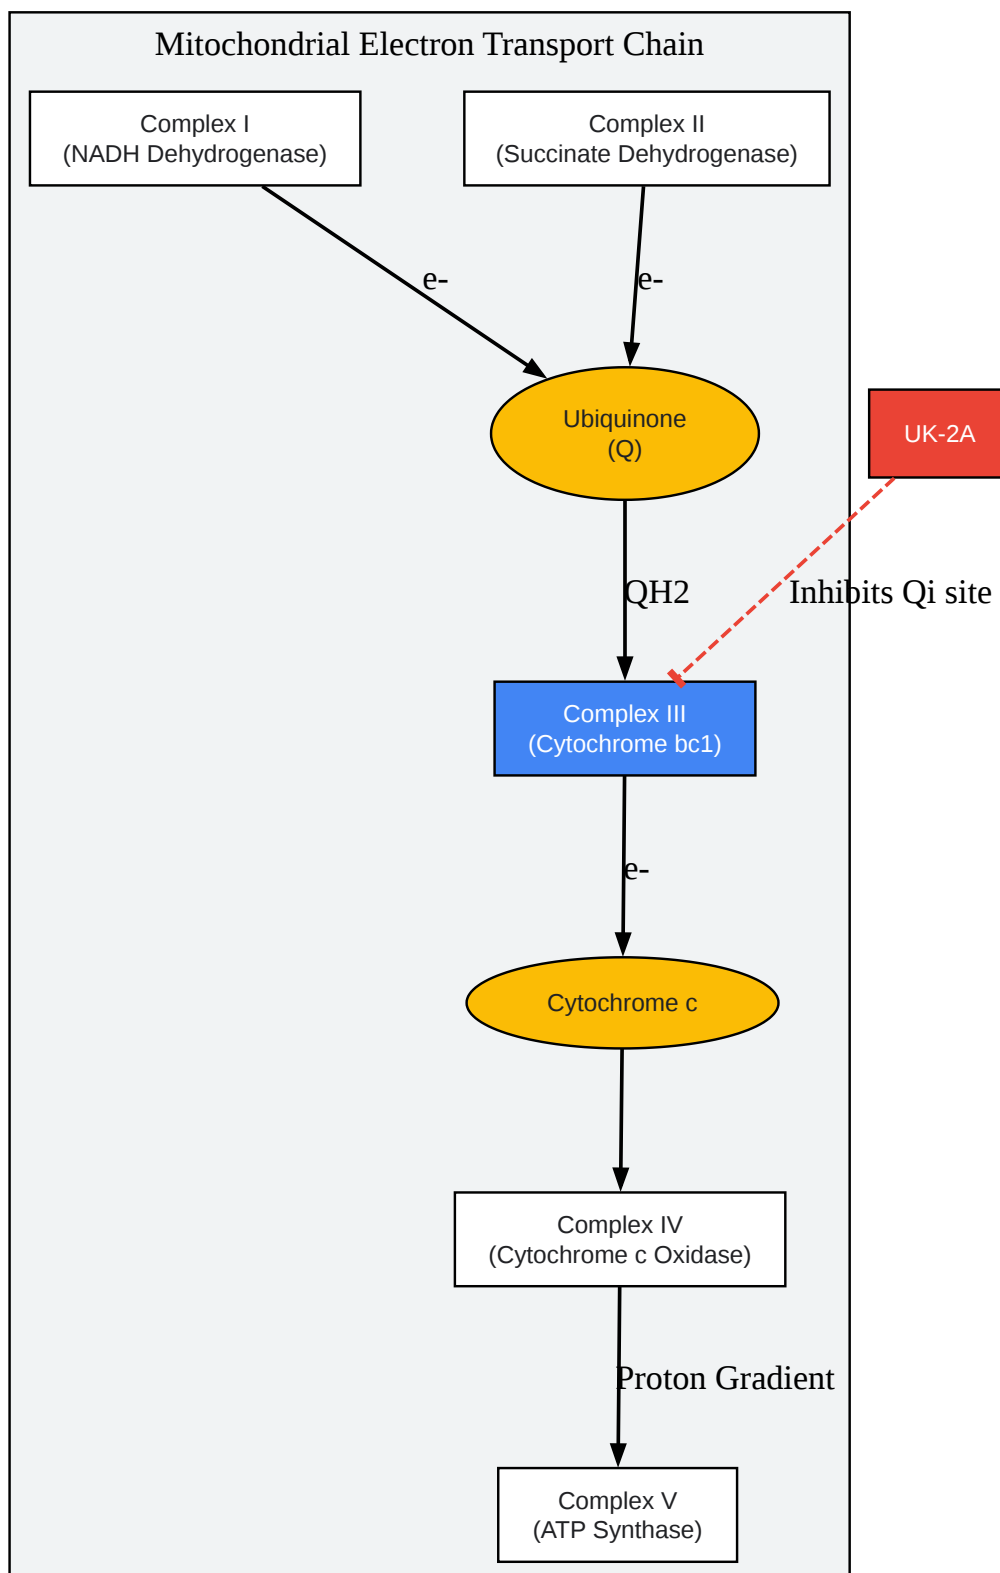 Mitochondrial Electron Transport Chain
Complex I
(NADH Dehydrogenase)
Complex II
(Succinate Dehydrogenase)
e-
e-
Ubiquinone
(Q)
UK-2A
QH2
Inhibits Qi site
Complex III
(Cytochrome bc1)
e-
Cytochrome c
Complex IV
(Cytochrome c Oxidase)
Proton Gradient
Complex V
(ATP Synthase)